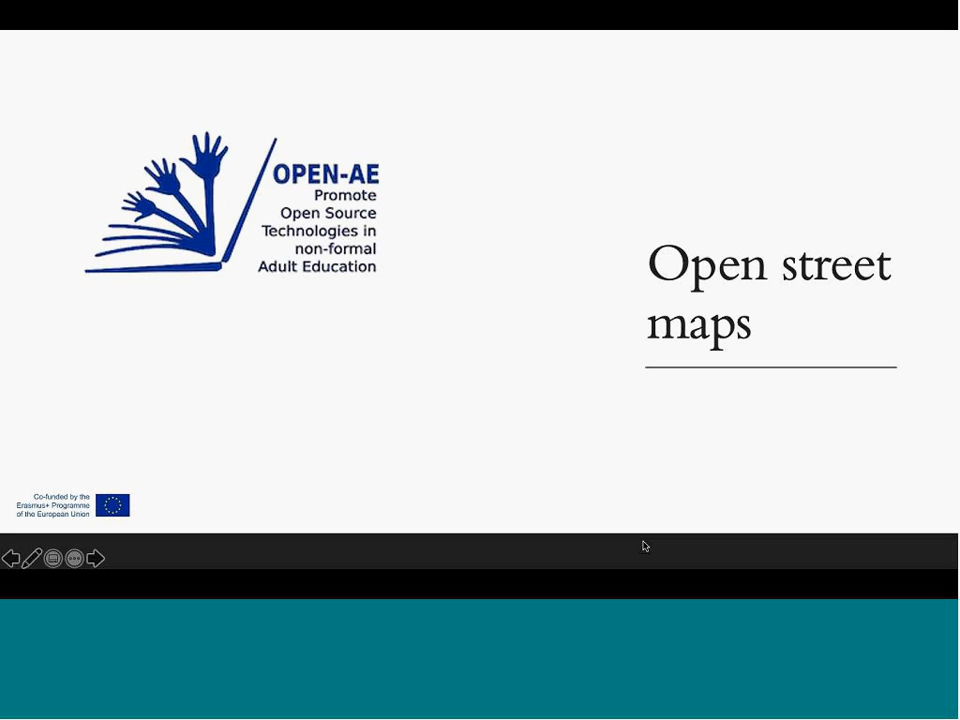 OPEN-AE
Promote
Open Source
Technologies in
non-formal
Adult Education
Open street
maps
Co-funded by the
Erasmus+ Programme
of the European Union